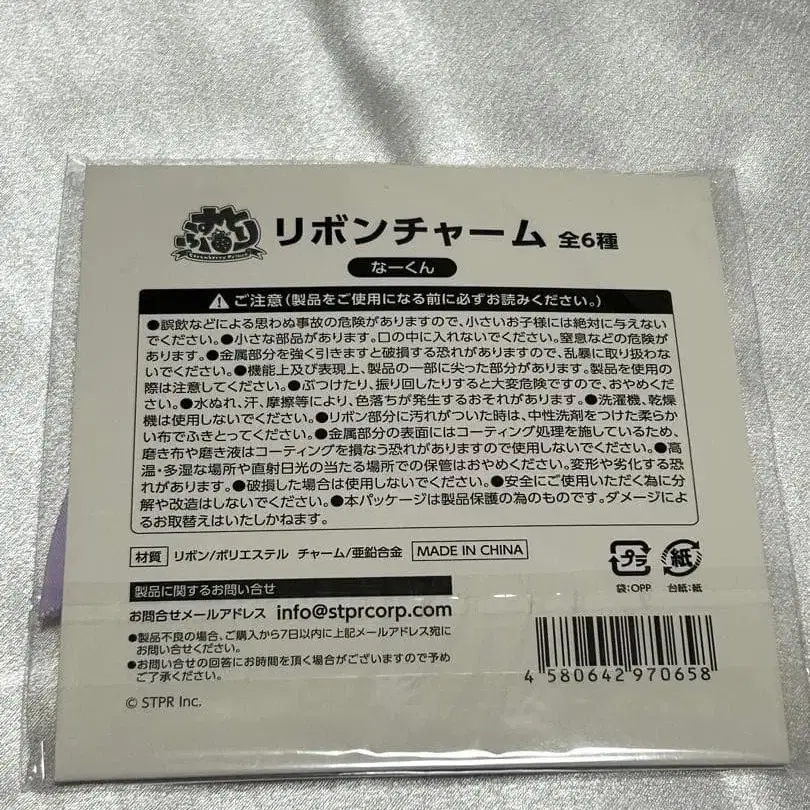 すとぷり
Strawberry Prince
リボンチャーム 全6種
なーくん
ご注意(製品をご使用になる前に必ずお読みください。)
●誤飲などによる思わぬ事故の危険がありますので、小さいお子様には絶対に与えない
でください。●小さな部品があります。口の中に入れないでください。窒息などの危険が
あります。●金属部分を強く引きますと破損する恐れがありますので、乱暴に取り扱わな
いでください。●機能上及び表現上、製品の一部に尖った部分があります。製品を使用の
際は注意してください。●ぶつけたり、振り回したりすると大変危険ですので、おやめくだ
さい。●水ぬれ、汗、摩擦等により、色落ちが発生するおそれがあります。●洗濯機、乾燥
機は使用しないでください。●リボン部分に汚れがついた時は、中性洗剤をつけた柔らか
い布でふきとってください。●金属部分の表面にはコーティング処理を施しているため、
磨き布や磨き液はコーティングを損なう恐れがありますので使用しないでください。●高
温・多湿な場所や直射日光の当たる場所での保管はおやめください。変形や劣化する恐
れがあります。●破損した場合は使用しないでください。●安全にご使用いただく為に分
解や改造はしないでください。●本パッケージは製品保護の為のものです。ダメージによ
るお取替えはいたしかねます。
材質 リボン/ポリエステル チャーム/亜鉛合金 MADE IN CHINA
プラ 紙
袋:OPP 台紙:紙
製品に関するお問い合せ
お問合せメールアドレス info@stprcorp.com
●製品不良の場合、ご購入から7日以内に上記メールアドレス宛に
お問い合せください。
●お問い合せの回答にお時間を頂く場合がございますので予め
ご了承ください。
4 580642 970658
© STPR Inc.